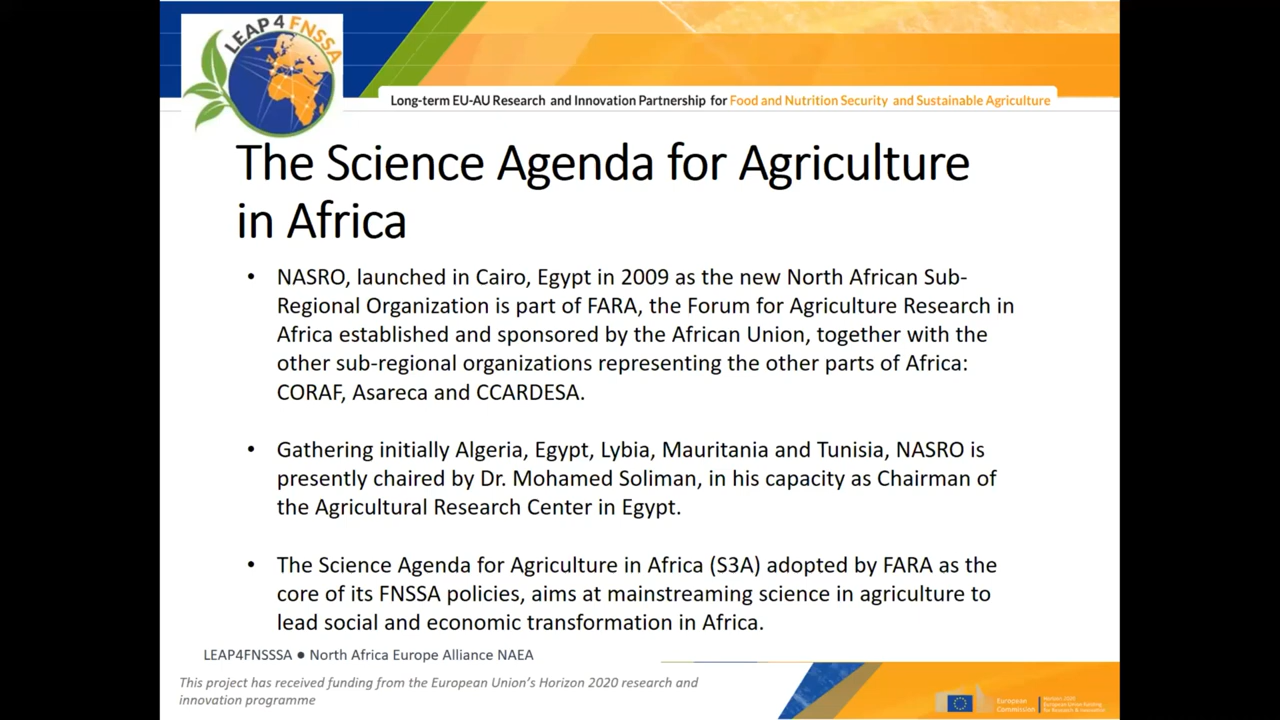 LEAP4FNSSA
Long-term EU-AU Research and Innovation Partnership for Food and Nutrition Security and Sustainable Agriculture
The Science Agenda for Agriculture
in Africa
• NASRO, launched in Cairo, Egypt in 2009 as the new North African Sub-
Regional Organization is part of FARA, the Forum for Agriculture Research in
Africa established and sponsored by the African Union, together with the
other sub-regional organizations representing the other parts of Africa:
CORAF, Asareca and CCARDESA.
• Gathering initially Algeria, Egypt, Lybia, Mauritania and Tunisia, NASRO is
presently chaired by Dr. Mohamed Soliman, in his capacity as Chairman of
the Agricultural Research Center in Egypt.
• The Science Agenda for Agriculture in Africa (S3A) adopted by FARA as the
core of its FNSSA policies, aims at mainstreaming science in agriculture to
lead social and economic transformation in Africa.
LEAP4FNSSSA ● North Africa Europe Alliance NAEA
This project has received funding from the European Union's Horizon 2020 research and
innovation programme
European
Commission
Horizon 2020
European Union funding
for Research & Innovation